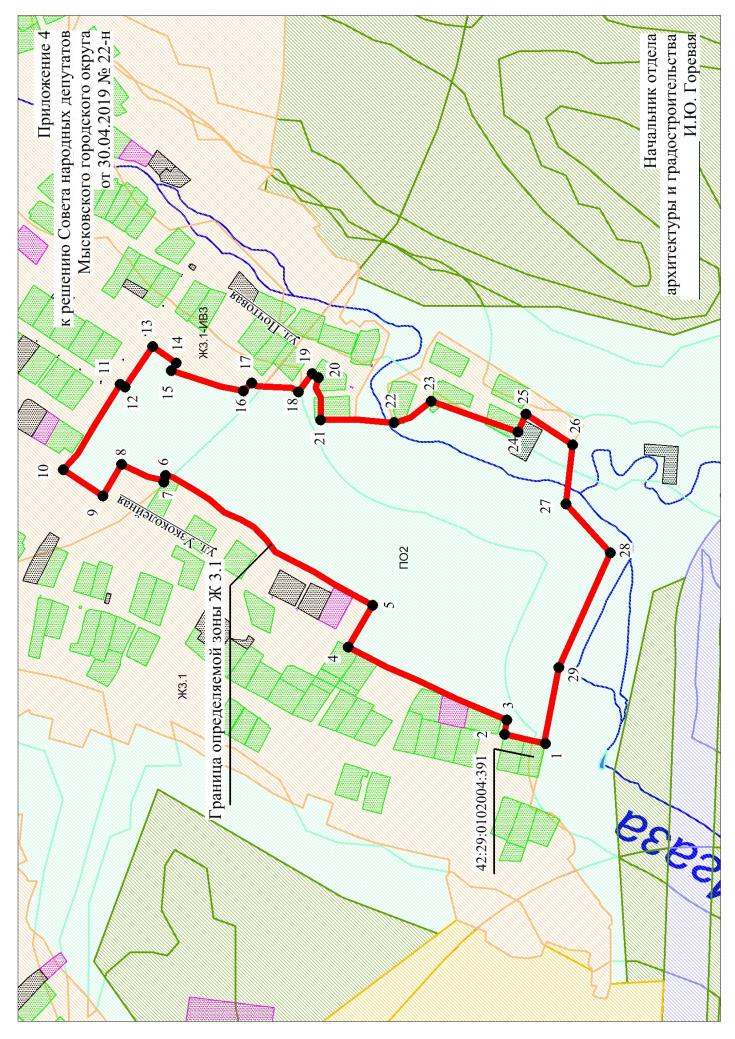 Приложение 4
к решению Совета народных депутатов
Мысковского городского округа
от 30.04.2019 № 22-н
10
11
12
13
14
15
16
17
18
19
20
21
22
23
24
25
26
27
28
29
1
2
3
4
5
6
7
8
9
Ж3.1-ИВ3
ул. Почтовая
ул. Узкоколейная
ПО2
Ж3.1
Граница определяемой зоны Ж 3.1
42:29:0102004:391
Начальник отдела
архитектуры и градостроительства
И.Ю. Горевая